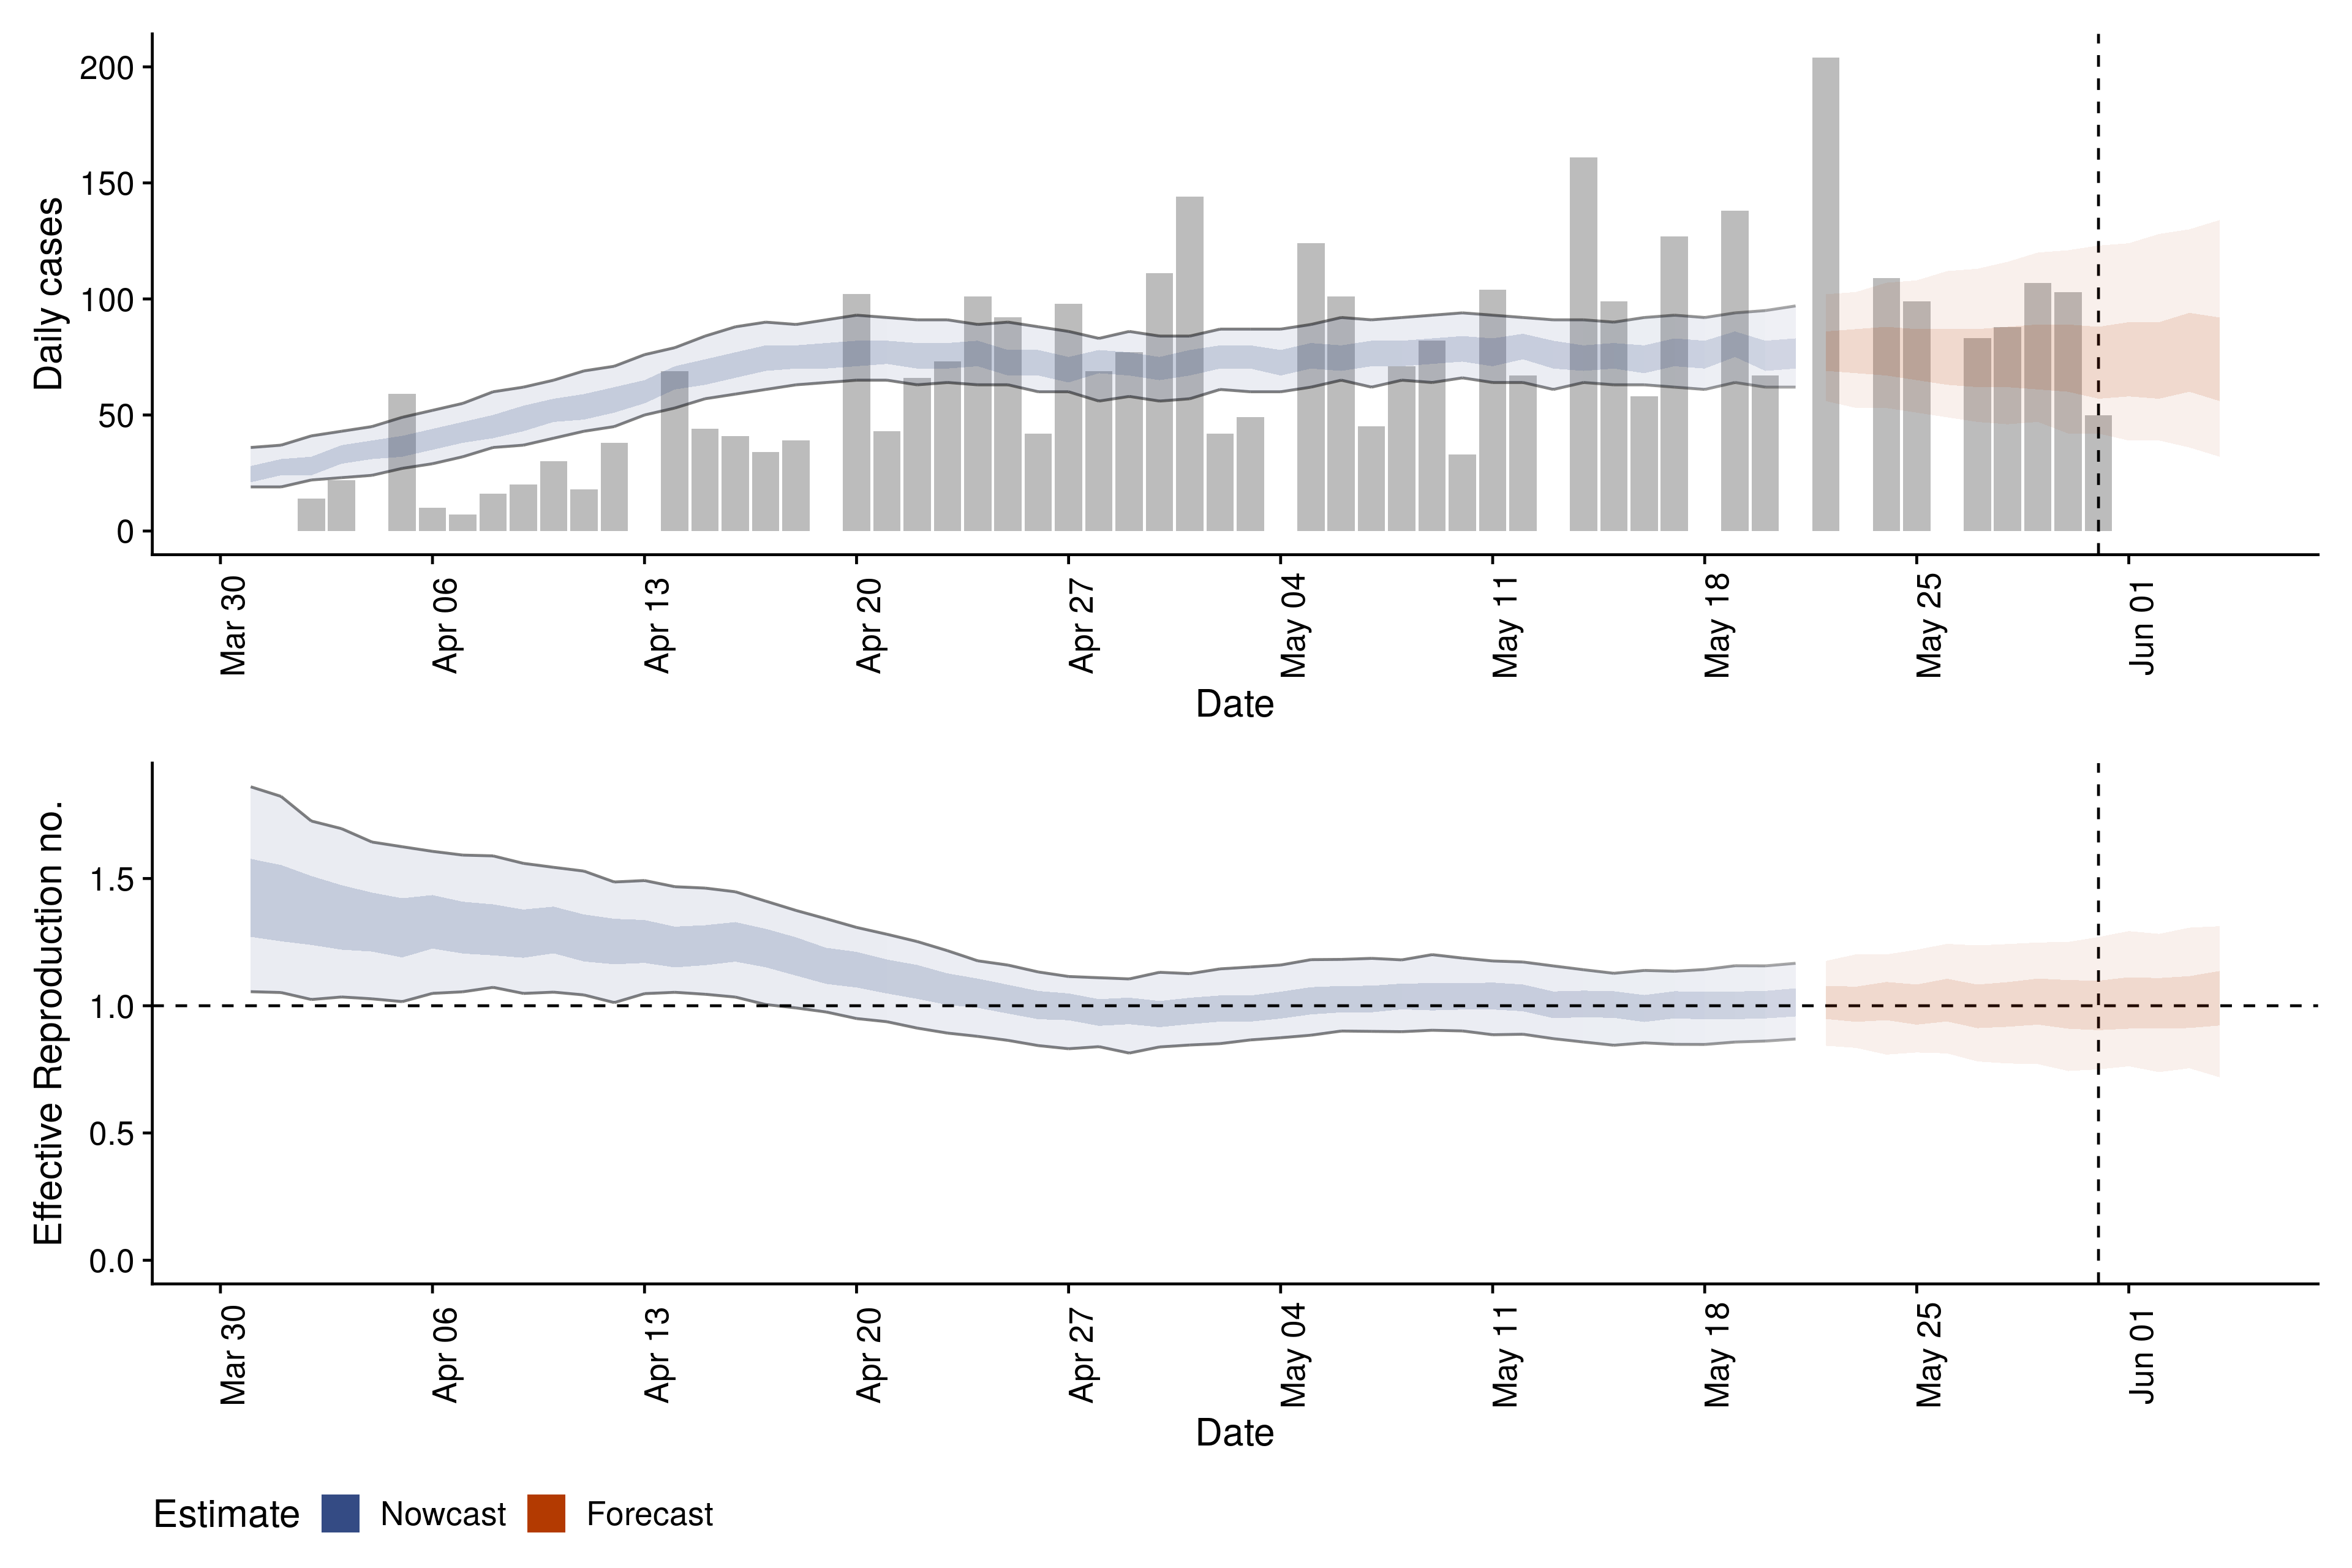 Daily cases
200
150
100
50
0
Mar 30
Apr 06
Apr 13
Apr 20
Apr 27
May 04
May 11
May 18
May 25
Jun 01
Date
Effective Reproduction no.
1.5
1.0
0.5
0.0
Mar 30
Apr 06
Apr 13
Apr 20
Apr 27
May 04
May 11
May 18
May 25
Jun 01
Date
Estimate Nowcast Forecast